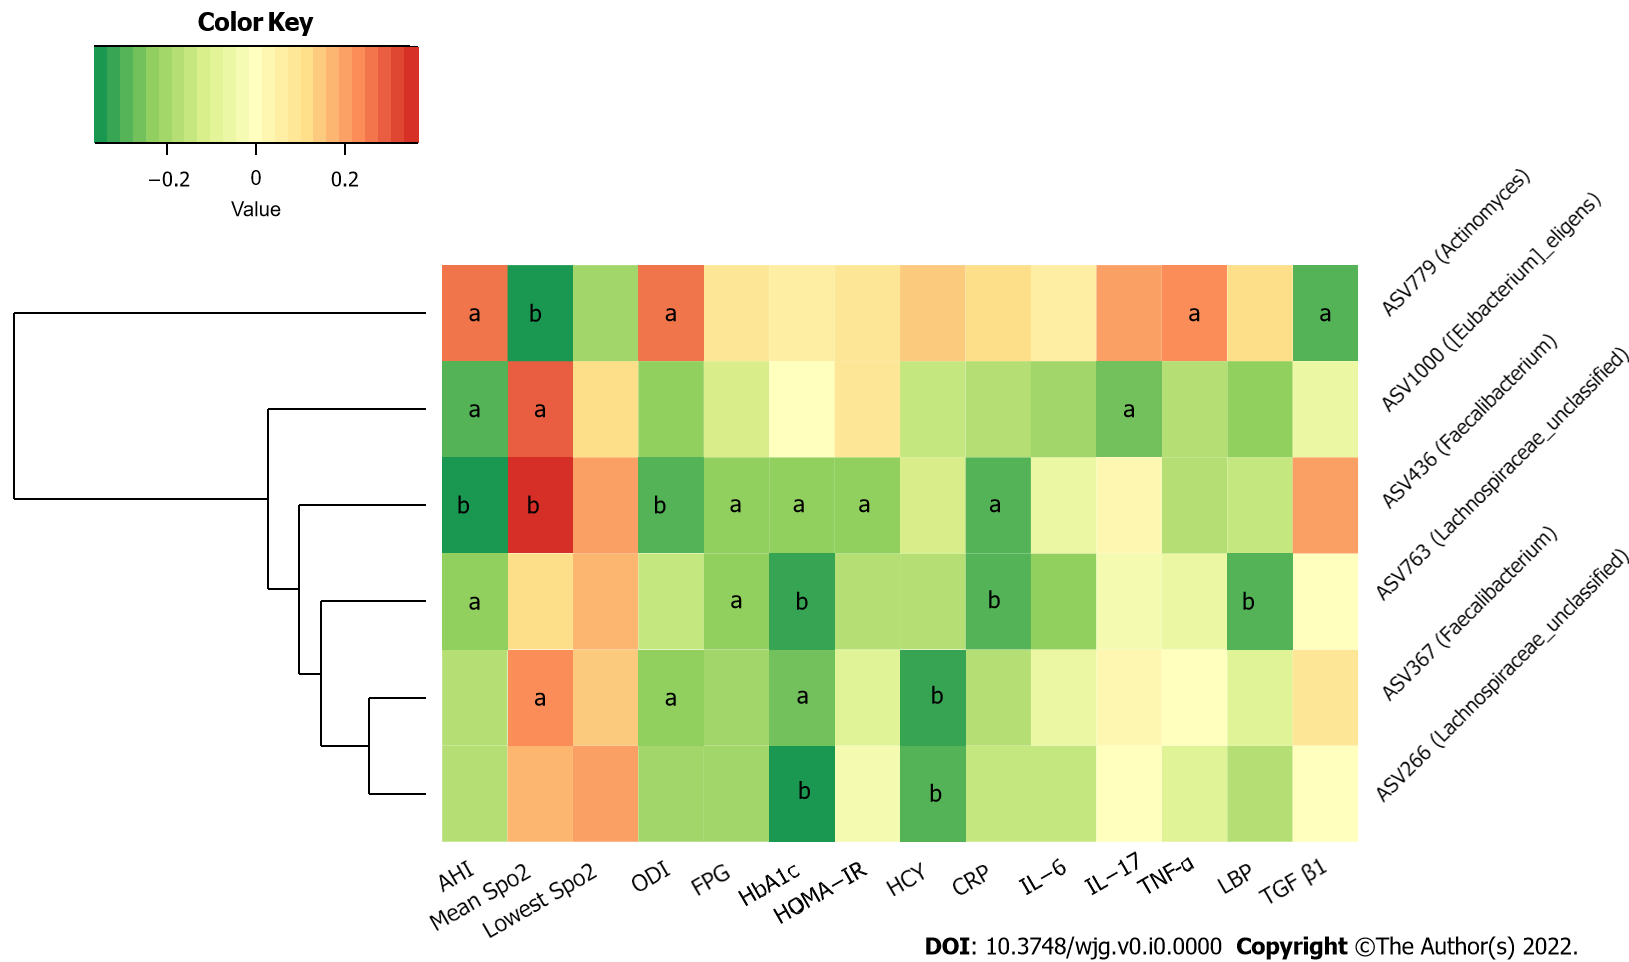 Color Key
−0.2 0 0.2
Value
ASV779 (Actinomyces)
ASV1000 ([Eubacterium]_eligens)
ASV436 (Faecalibacterium)
ASV763 (Lachnospiraceae_unclassified)
ASV367 (Faecalibacterium)
ASV266 (Lachnospiraceae_unclassified)
a b a a a
a a a
b b b a a a a
a a b b b
a a a b
b b
AHI Mean Spo2 Lowest Spo2 ODI FPG HbA1c HOMA−IR HCY CRP IL−6 IL−17 TNF-α LBP TGF β1
DOI: 10.3748/wjg.v0.i0.0000 Copyright ©The Author(s) 2022.